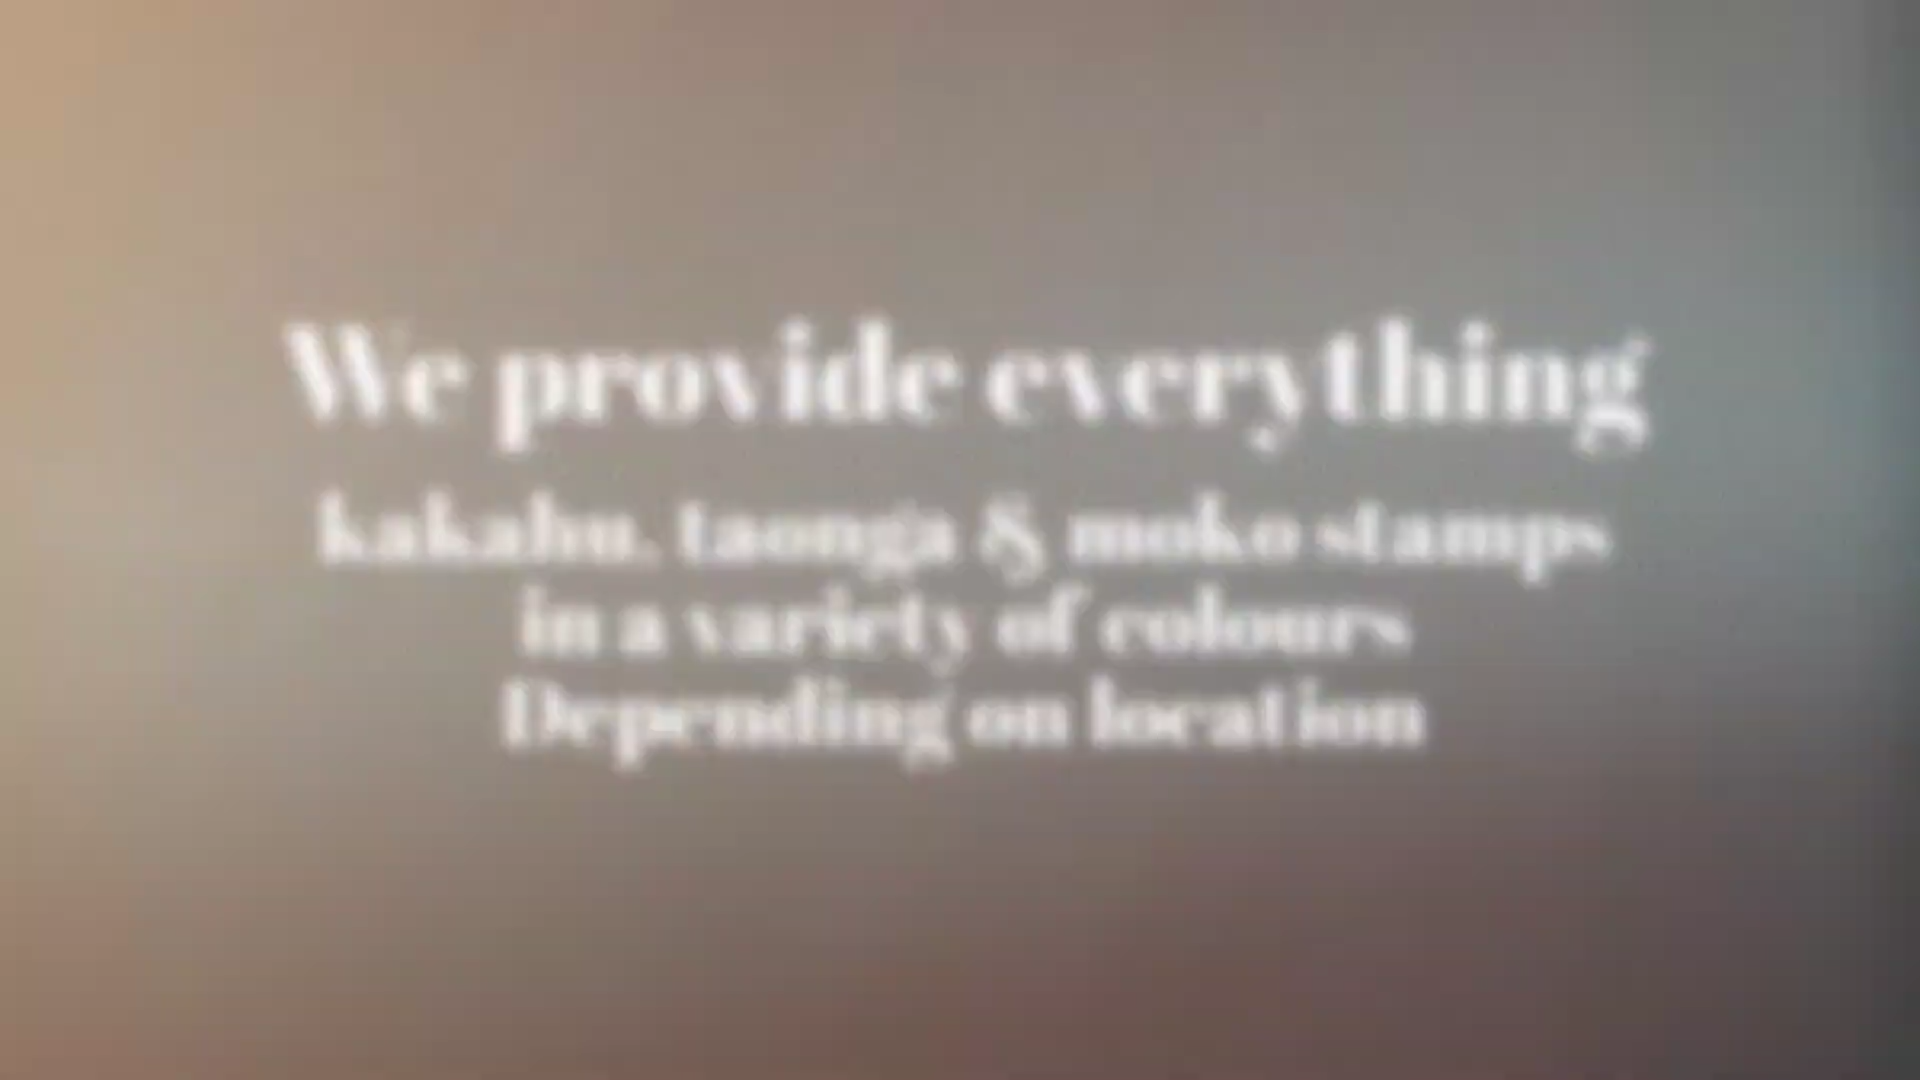 We provide everything
kakahu, taonga & moko stamps
in a variety of colours
Depending on location